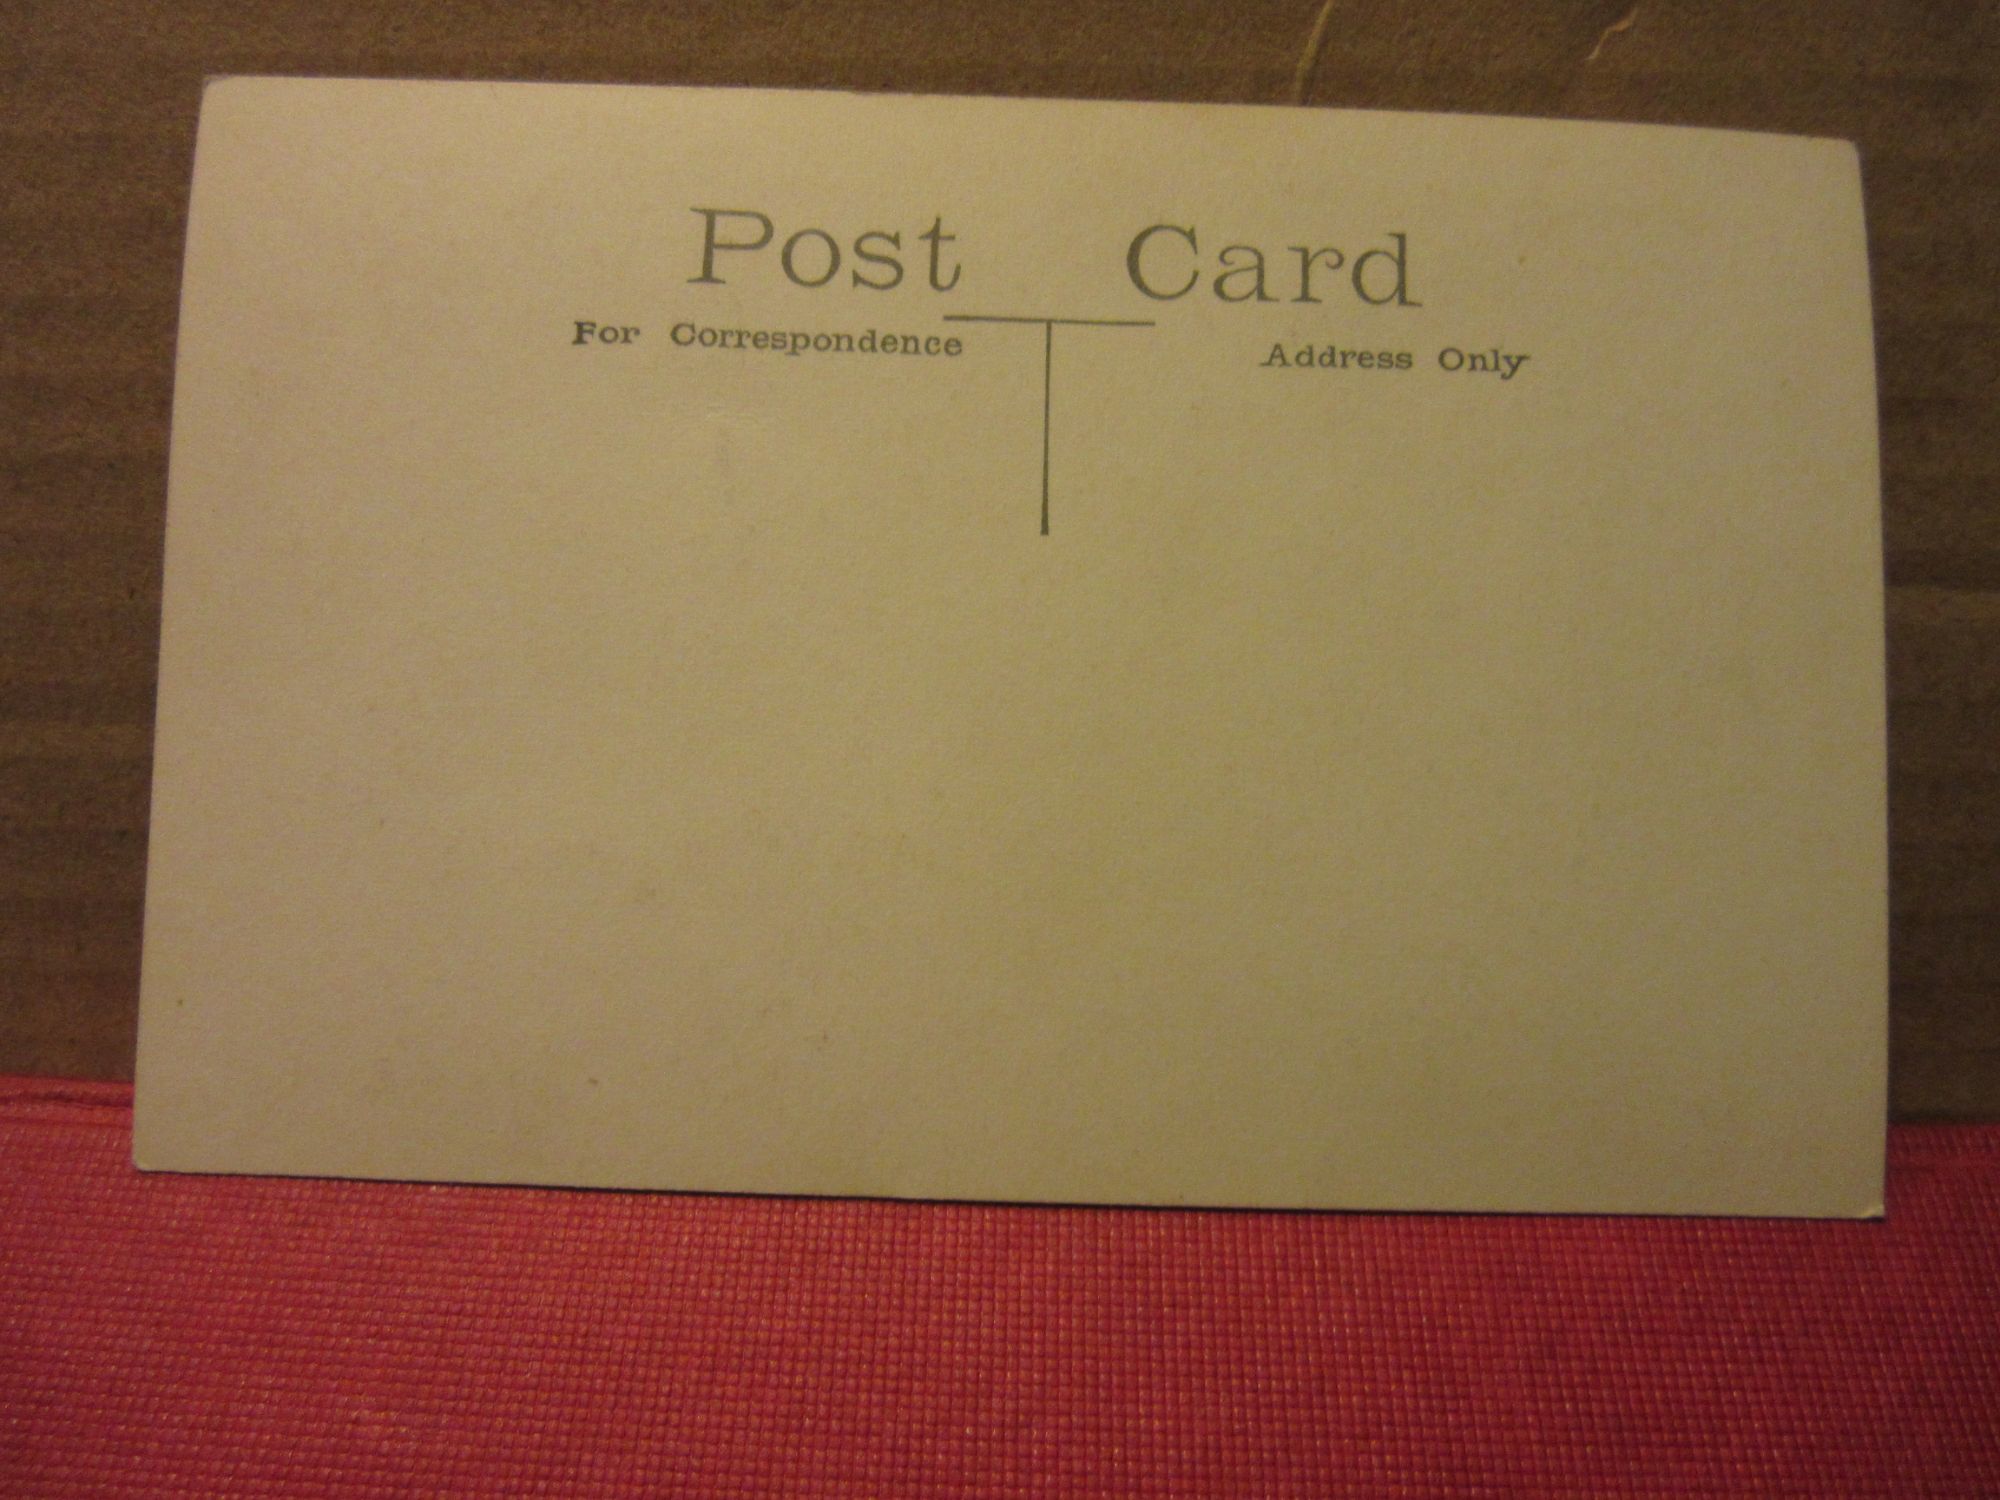 Post Card
For Correspondence
Address Only